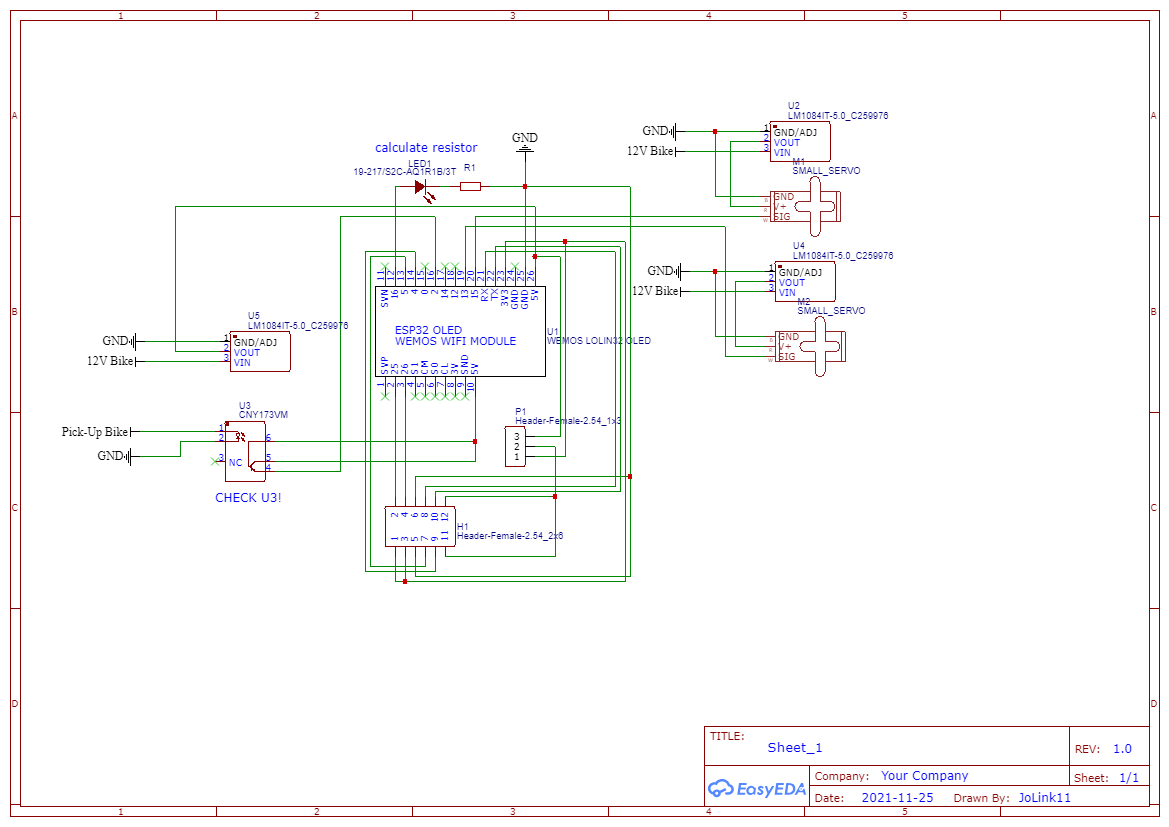 1 2 3 4 5
A A
B B
C C
D D
calculate resistor
LED1
19-217/S2C-AQ1R1B/3T
R1
GND
U2
LM1084IT-5.0_C259976
GND
12V Bike
1 GND/ADJ
2 VOUT
3 VIN
M1
SMALL_SERVO
GND
V+
SIG
U4
LM1084IT-5.0_C259976
GND
12V Bike
1 GND/ADJ
2 VOUT
3 VIN
M2
SMALL_SERVO
GND
V+
SIG
11 12 13 14 15 16 17 18 19 20 21 22 23 24 25 26
SVN 16 5 4 0 2 14 12 13 15 RX TX 3V3 GND GND 5V
ESP32 OLED
WEMOS WIFI MODULE
U1
WEMOS LOLIN32 OLED
SVP 25 26 S1 CM S0 CL 3V GND 5V
1 2 3 4 5 6 7 8 9 10
U5
LM1084IT-5.0_C259976
GND
12V Bike
1 GND/ADJ
2 VOUT
3 VIN
U3
CNY173VM
Pick-Up Bike
GND
1
2
3 NC
6
5
4
CHECK U3!
P1
Header-Female-2.54_1x3
3
2
1
2 4 6 8 10 12
1 3 5 7 9 11
H1
Header-Female-2.54_2x6
TITLE:
Sheet_1
REV: 1.0
EasyEDA
Company: Your Company
Sheet: 1/1
Date: 2021-11-25 Drawn By: JoLink11
1 2 3 4 5